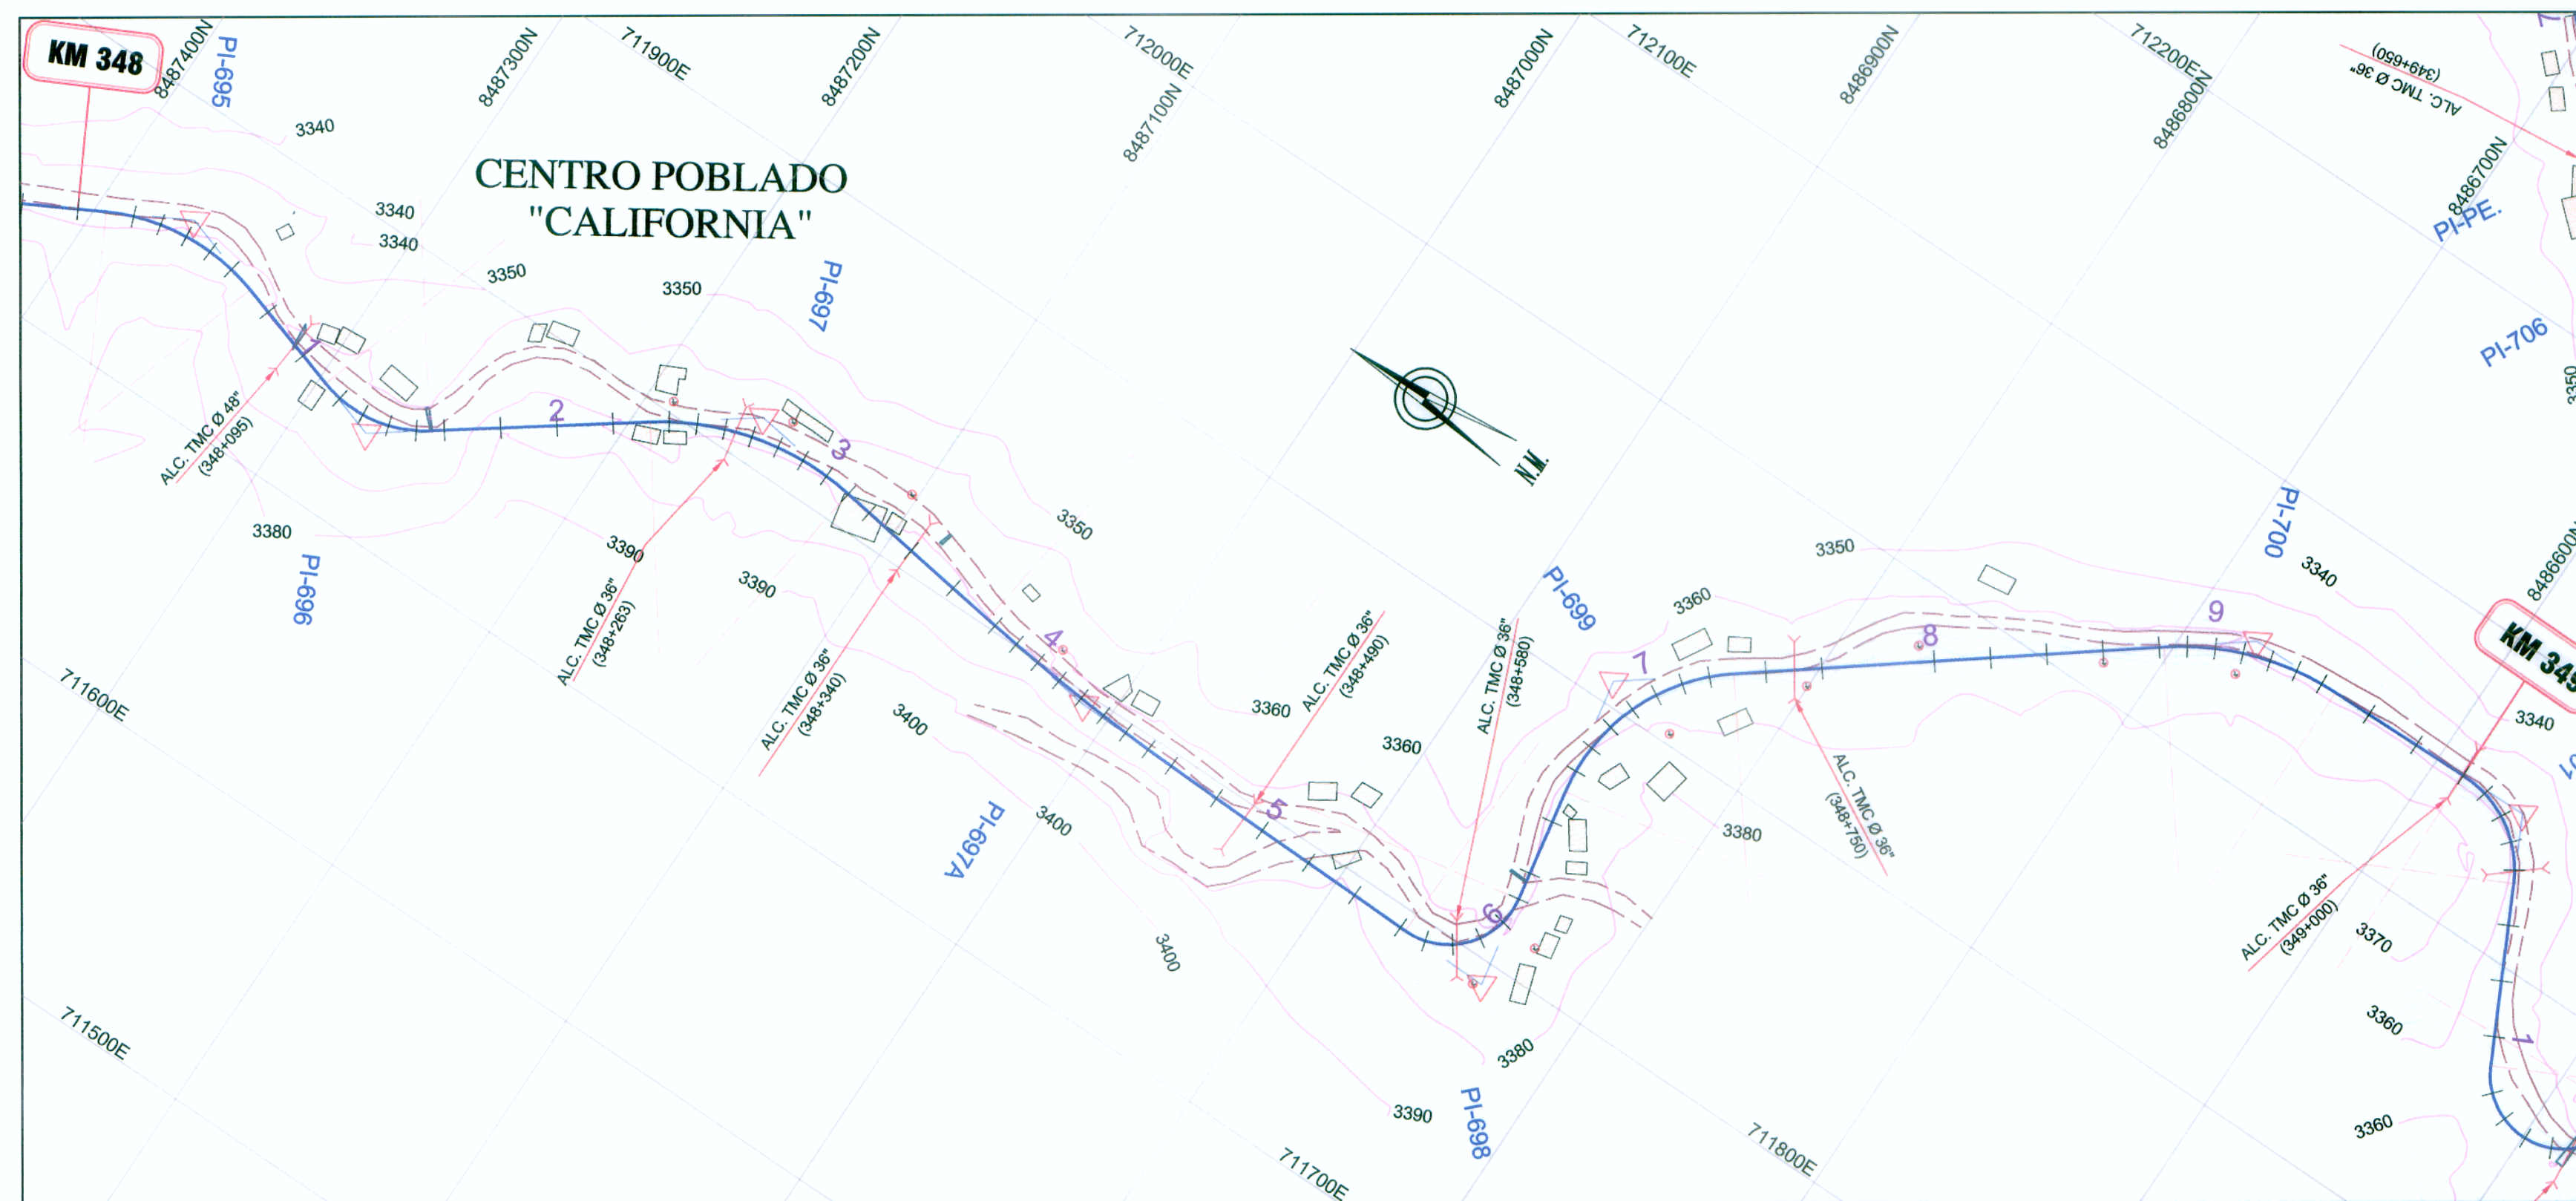 KM 348
8487400N
PI-695
8487300N
711900E
8487200N
712000E
8487100N
8487000N
712100E
8486900N
712200E
8486800N
ALC. TMC Ø 36"
(349+650)
8486700N
PI-PE.
PI-706
3350
3340
CENTRO POBLADO
"CALIFORNIA"
3340
3340
3350
3350
PI-697
1
2
3
ALC. TMC Ø 48"
(348+095)
3380
PI-696
3390
ALC. TMC Ø 36"
(348+263)
3390
ALC. TMC Ø 36"
(348+340)
3350
N.M.
4
3400
3400
PI-697A
3400
3360
ALC. TMC Ø 36"
(348+490)
3360
5
ALC. TMC Ø 36"
(348+580)
6
PI-699
7
3360
3350
8
9
PI-700
3340
8486600N
KM 349
3340
3380
ALC. TMC Ø 36"
(348+750)
ALC. TMC Ø 36"
(349+000)
3370
3360
1
3360
3380
3390
PI-698
711600E
711500E
711700E
711800E